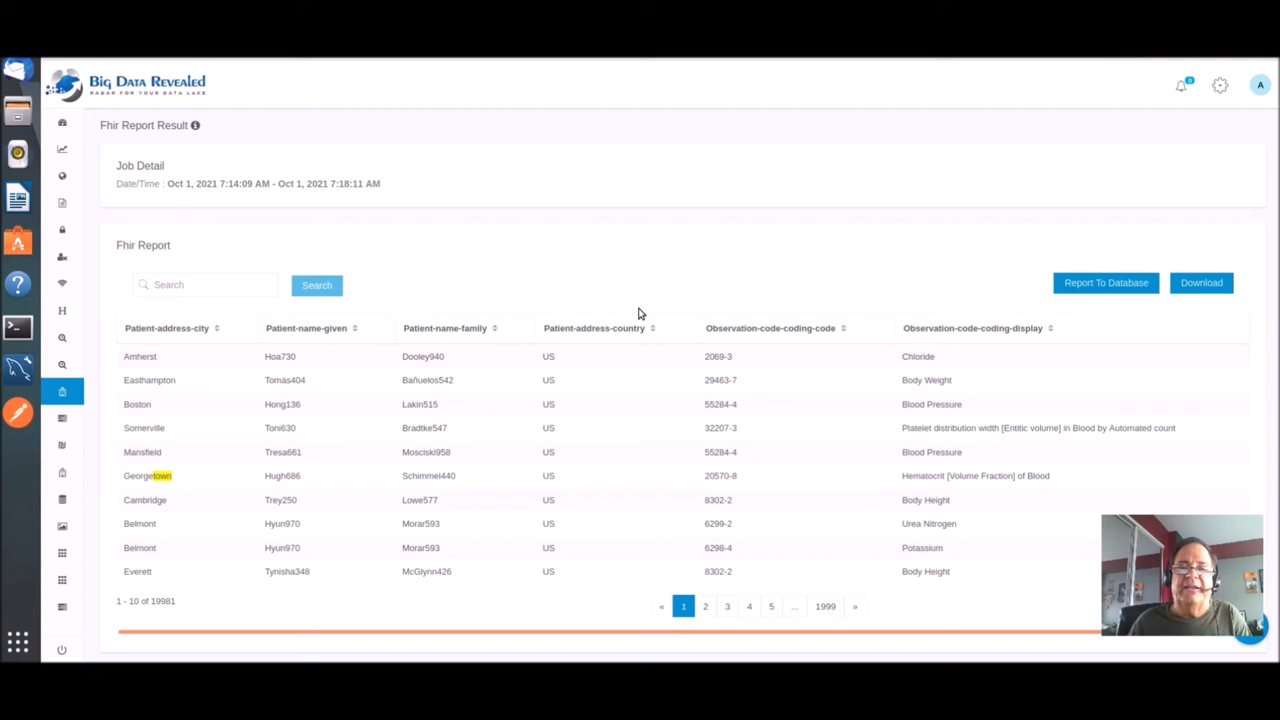 BIG DATA REVEALED
RADAR FOR YOUR DATA LAKE
0
A
Fhir Report Result
Job Detail
Date/Time : Oct 1, 2021 7:14:09 AM - Oct 1, 2021 7:18:11 AM
Fhir Report
Search
Search
Report To Database
Download
Patient-address-city Patient-name-given Patient-name-family Patient-address-country Observation-code-coding-code Observation-code-coding-display
Amherst Hoa730 Dooley940 US 2069-3 Chloride
Easthampton Tomás404 Bañuelos542 US 29463-7 Body Weight
Boston Hong136 Lakin515 US 55284-4 Blood Pressure
Somerville Toni630 Bradtke547 US 32207-3 Platelet distribution width [Entitic volume] in Blood by Automated count
Mansfield Tresa661 Mosciski958 US 55284-4 Blood Pressure
Georgetown Hugh686 Schimmel440 US 20570-8 Hematocrit [Volume Fraction] of Blood
Cambridge Trey250 Lowe577 US 8302-2 Body Height
Belmont Hyun970 Morar593 US 6299-2 Urea Nitrogen
Belmont Hyun970 Morar593 US 6298-4 Potassium
Everett Tynisha348 McGlynn426 US 8302-2 Body Height
1 - 10 of 19981
« 1 2 3 4 5 ... 1999 »